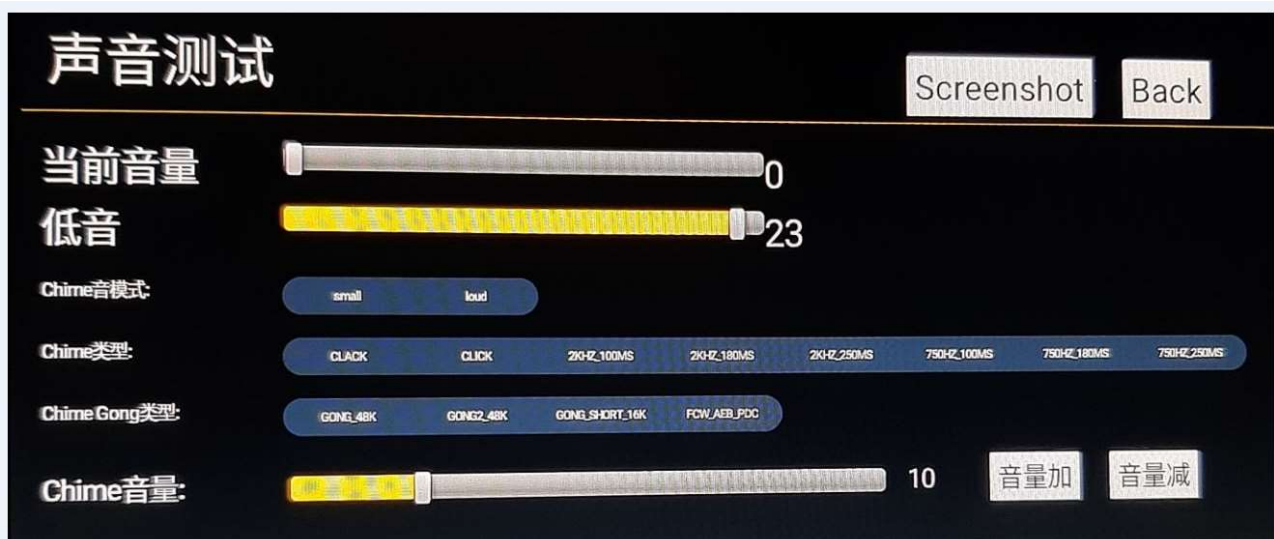 声音测试
Screenshot Back
当前音量 0
低音 23
Chime音模式: small loud
Chime类型: CLACK CLICK 2KHZ_100MS 2KHZ_180MS 2KHZ_250MS 750HZ_100MS 750HZ_180MS 750HZ_250MS
Chime Gong类型: GONG_48K GONG2_48K GONG_SHORT_16K FCW_AEB_PDC
Chime音量: 10 音量加 音量减